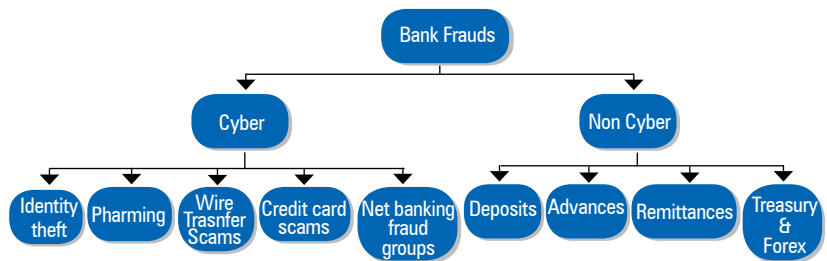 Bank Frauds
Cyber
Non Cyber
Identity
theft
Pharming
Wire
Trasnfer
Scams
Credit card
scams
Net banking
fraud
groups
Deposits
Advances
Remittances
Treasury
&
Forex